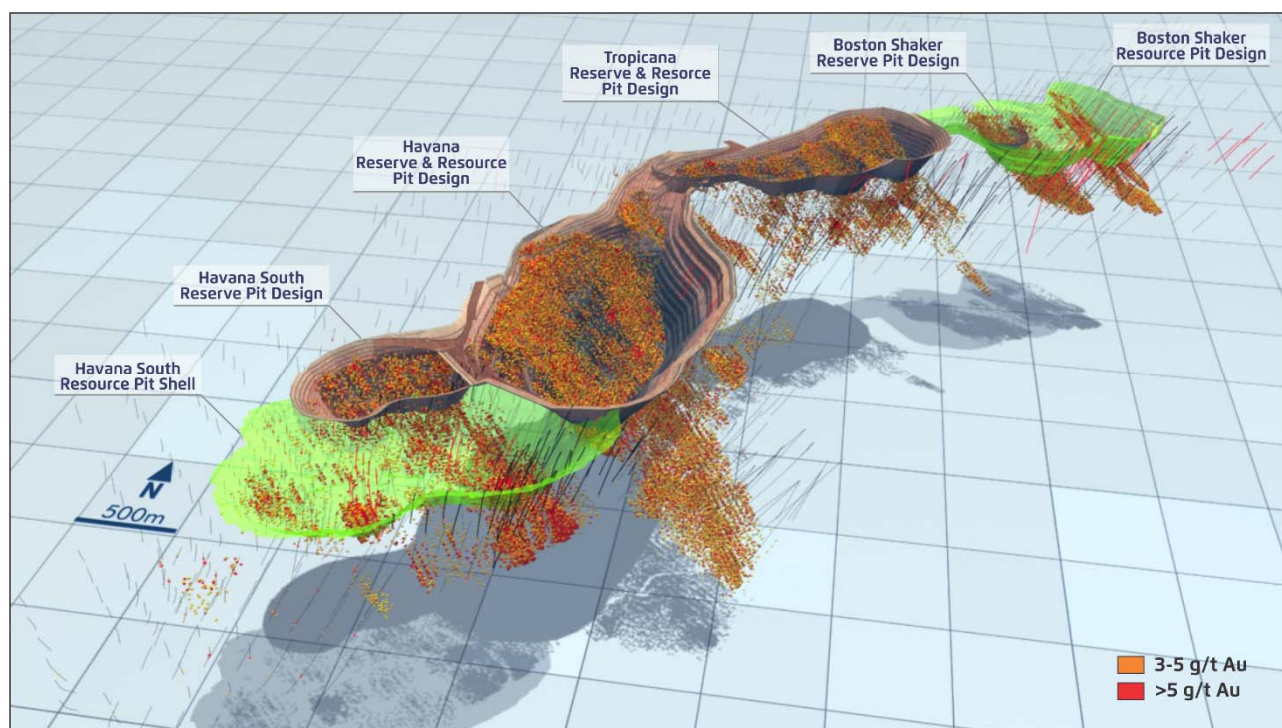 Boston Shaker
Resource Pit Design
Boston Shaker
Reserve Pit Design
Tropicana
Reserve & Resorce
Pit Design
Havana
Reserve & Resource
Pit Design
Havana South
Reserve Pit Design
Havana South
Resource Pit Shell
N
500m
3-5 g/t Au
>5 g/t Au